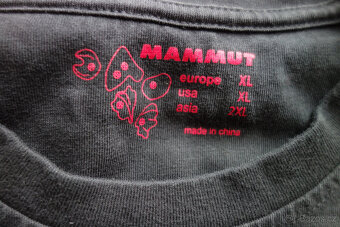 MAMMUT
europe XL
usa XL
asia 2XL
made in china